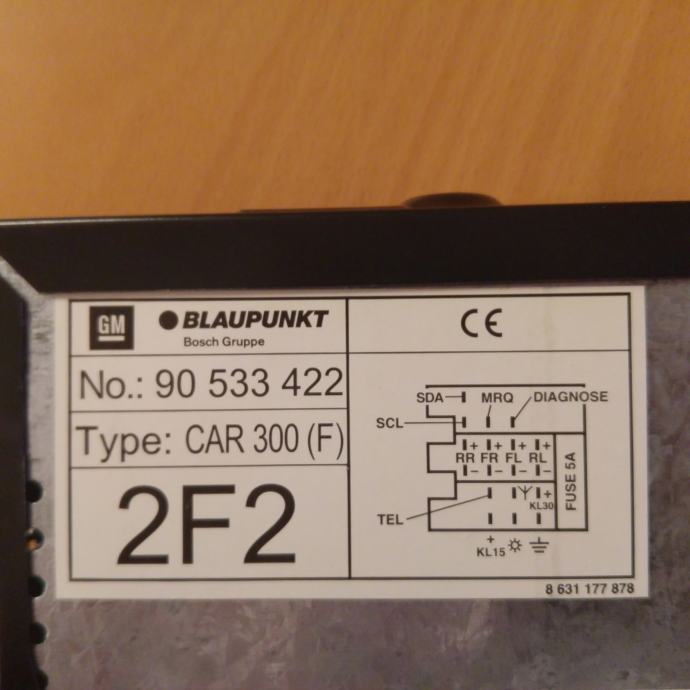 GM
BLAUPUNKT
Bosch Gruppe
CE
No.: 90 533 422
Type: CAR 300 (F)
2F2
SDA MRQ DIAGNOSE
SCL
+ + + +
RR FR FL RL
- - - -
FUSE 5A
+
KL30
TEL
+
KL15
8 631 177 878